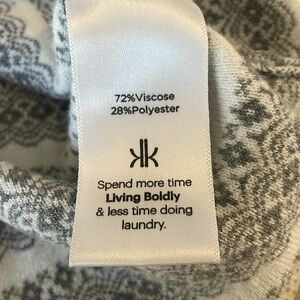 72%Viscose
28%Polyester
kk
Spend more time
Living Boldly
& less time doing
laundry.